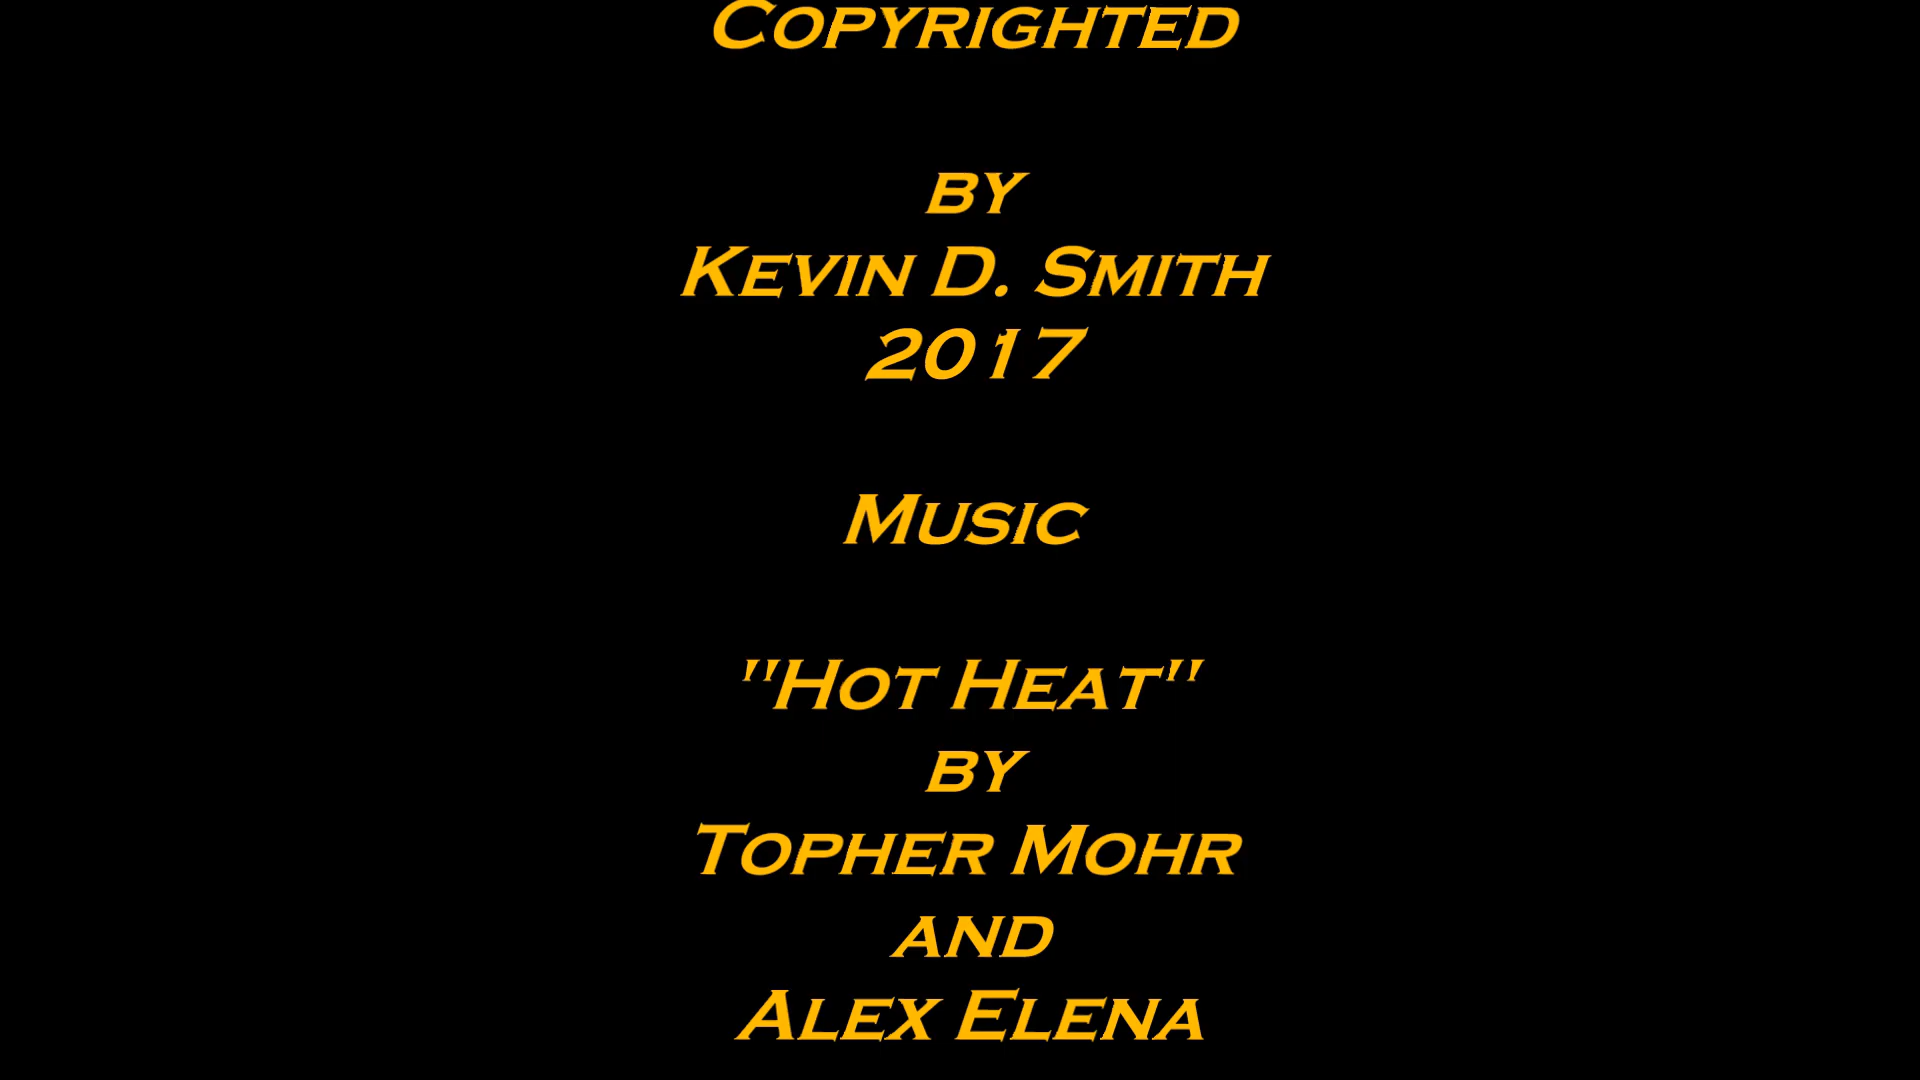 Copyrighted
by
Kevin D. Smith
2017
Music
"Hot Heat"
by
Topher Mohr
and
Alex Elena